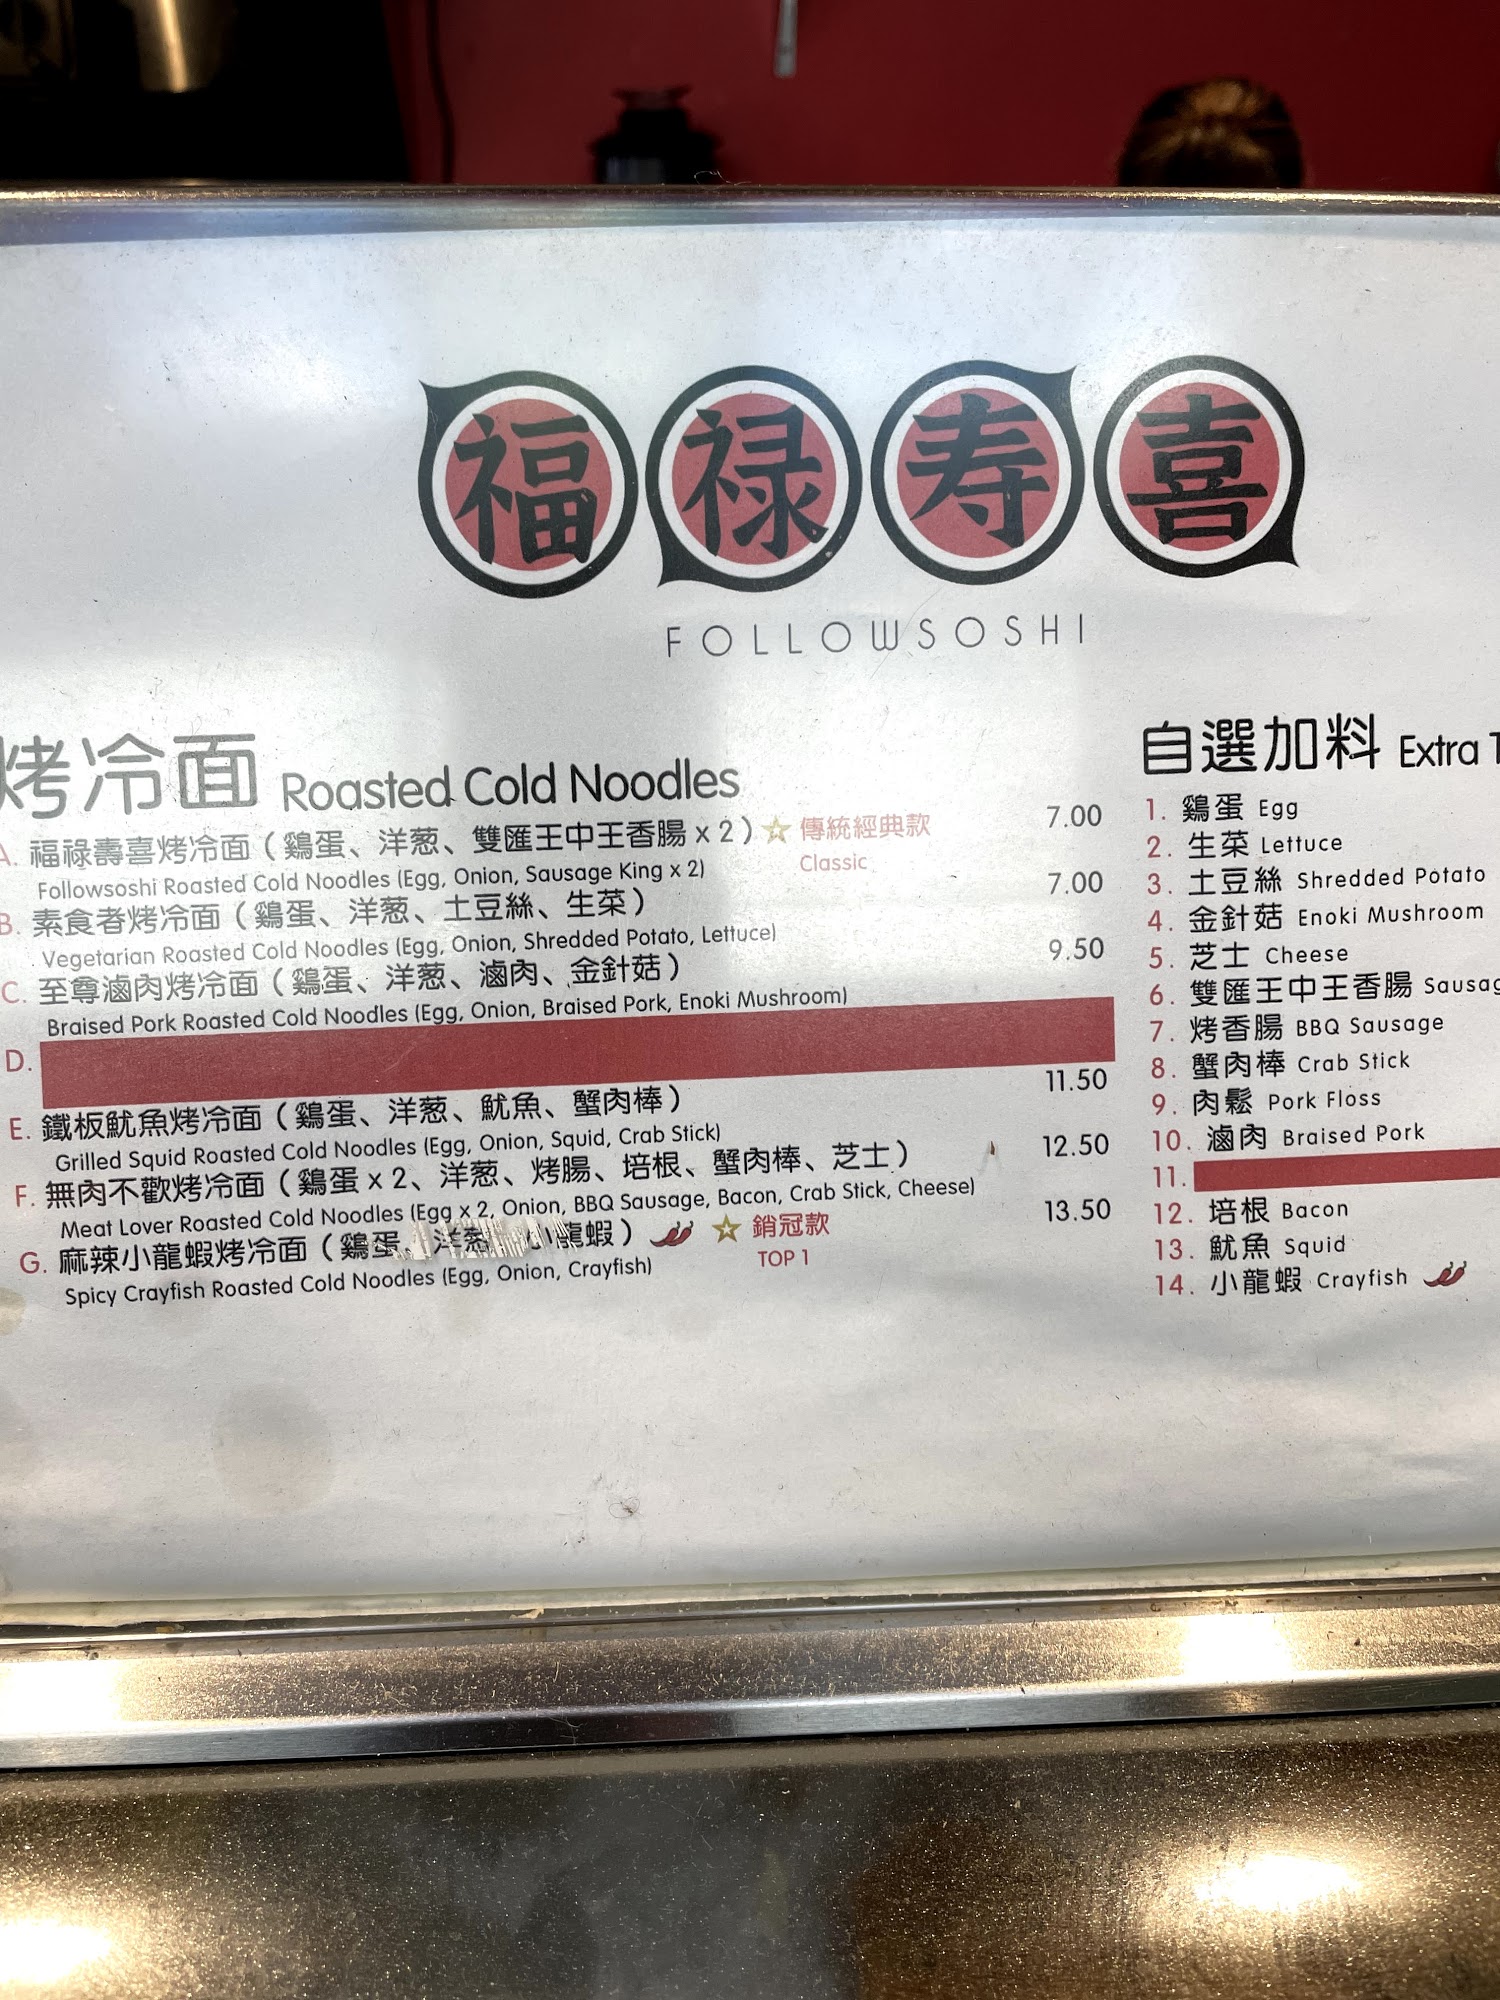 福 禄 寿 喜
FOLLOWSOSHI
烤冷面 Roasted Cold Noodles
A. 福祿壽喜烤冷面（鷄蛋、洋葱、雙匯王中王香腸 x 2）☆ 傳統經典款 7.00
Followsoshi Roasted Cold Noodles (Egg, Onion, Sausage King x 2) Classic
B. 素食者烤冷面（鷄蛋、洋葱、土豆絲、生菜） 7.00
Vegetarian Roasted Cold Noodles (Egg, Onion, Shredded Potato, Lettuce)
C. 至尊滷肉烤冷面（鷄蛋、洋葱、滷肉、金針菇） 9.50
Braised Pork Roasted Cold Noodles (Egg, Onion, Braised Pork, Enoki Mushroom)
D.
E. 鐵板魷魚烤冷面（鷄蛋、洋葱、魷魚、蟹肉棒） 11.50
Grilled Squid Roasted Cold Noodles (Egg, Onion, Squid, Crab Stick)
F. 無肉不歡烤冷面（鷄蛋 x 2、洋葱、烤腸、培根、蟹肉棒、芝士） 12.50
Meat Lover Roasted Cold Noodles (Egg x 2, Onion, BBQ Sausage, Bacon, Crab Stick, Cheese)
G. 麻辣小龍蝦烤冷面（鷄蛋、洋葱、小龍蝦） ☆ 銷冠款 13.50
Spicy Crayfish Roasted Cold Noodles (Egg, Onion, Crayfish) TOP 1
自選加料 Extra
1. 鷄蛋 Egg
2. 生菜 Lettuce
3. 土豆絲 Shredded Potato
4. 金針菇 Enoki Mushroom
5. 芝士 Cheese
6. 雙匯王中王香腸 Sausag
7. 烤香腸 BBQ Sausage
8. 蟹肉棒 Crab Stick
9. 肉鬆 Pork Floss
10. 滷肉 Braised Pork
11.
12. 培根 Bacon
13. 魷魚 Squid
14. 小龍蝦 Crayfish